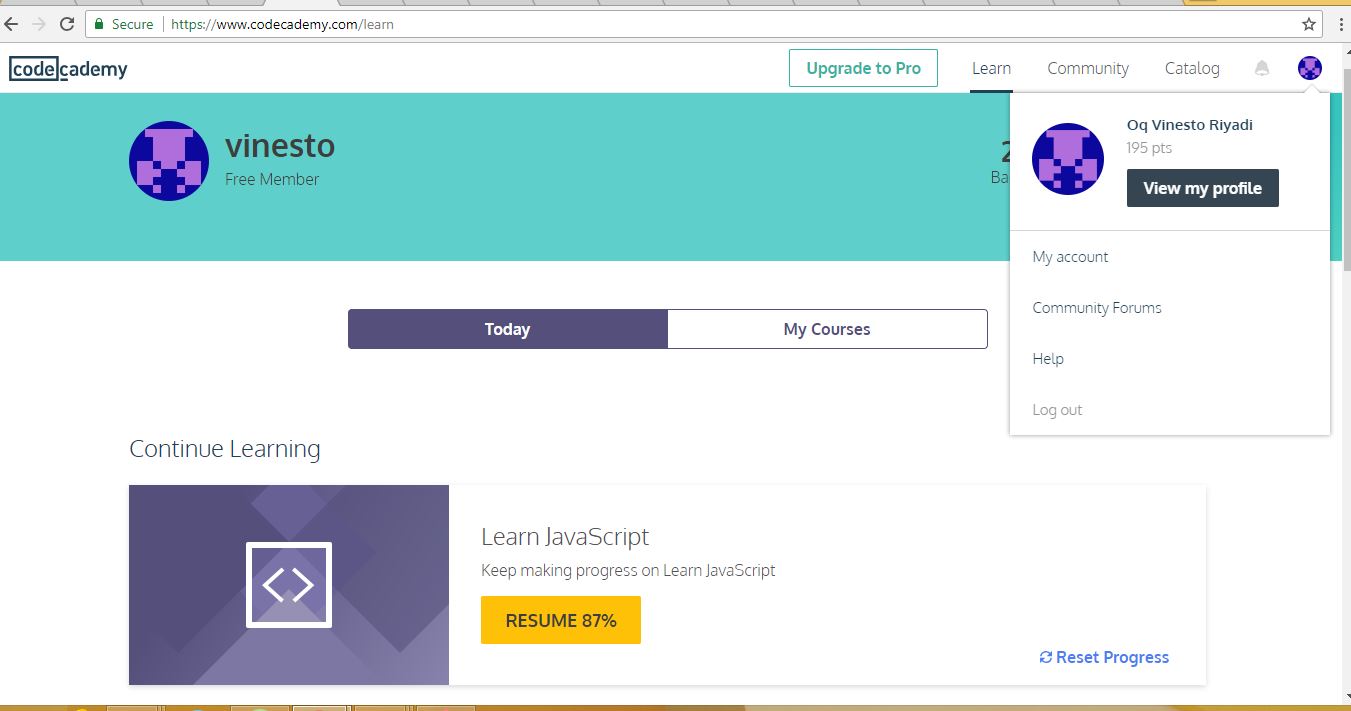 Secure https://www.codecademy.com/learn
codecademy
Upgrade to Pro
Learn
Community
Catalog
vinesto
Free Member
Oq Vinesto Riyadi
195 pts
View my profile
My account
Community Forums
Help
Log out
Today
My Courses
Continue Learning
Learn JavaScript
Keep making progress on Learn JavaScript
RESUME 87%
Reset Progress